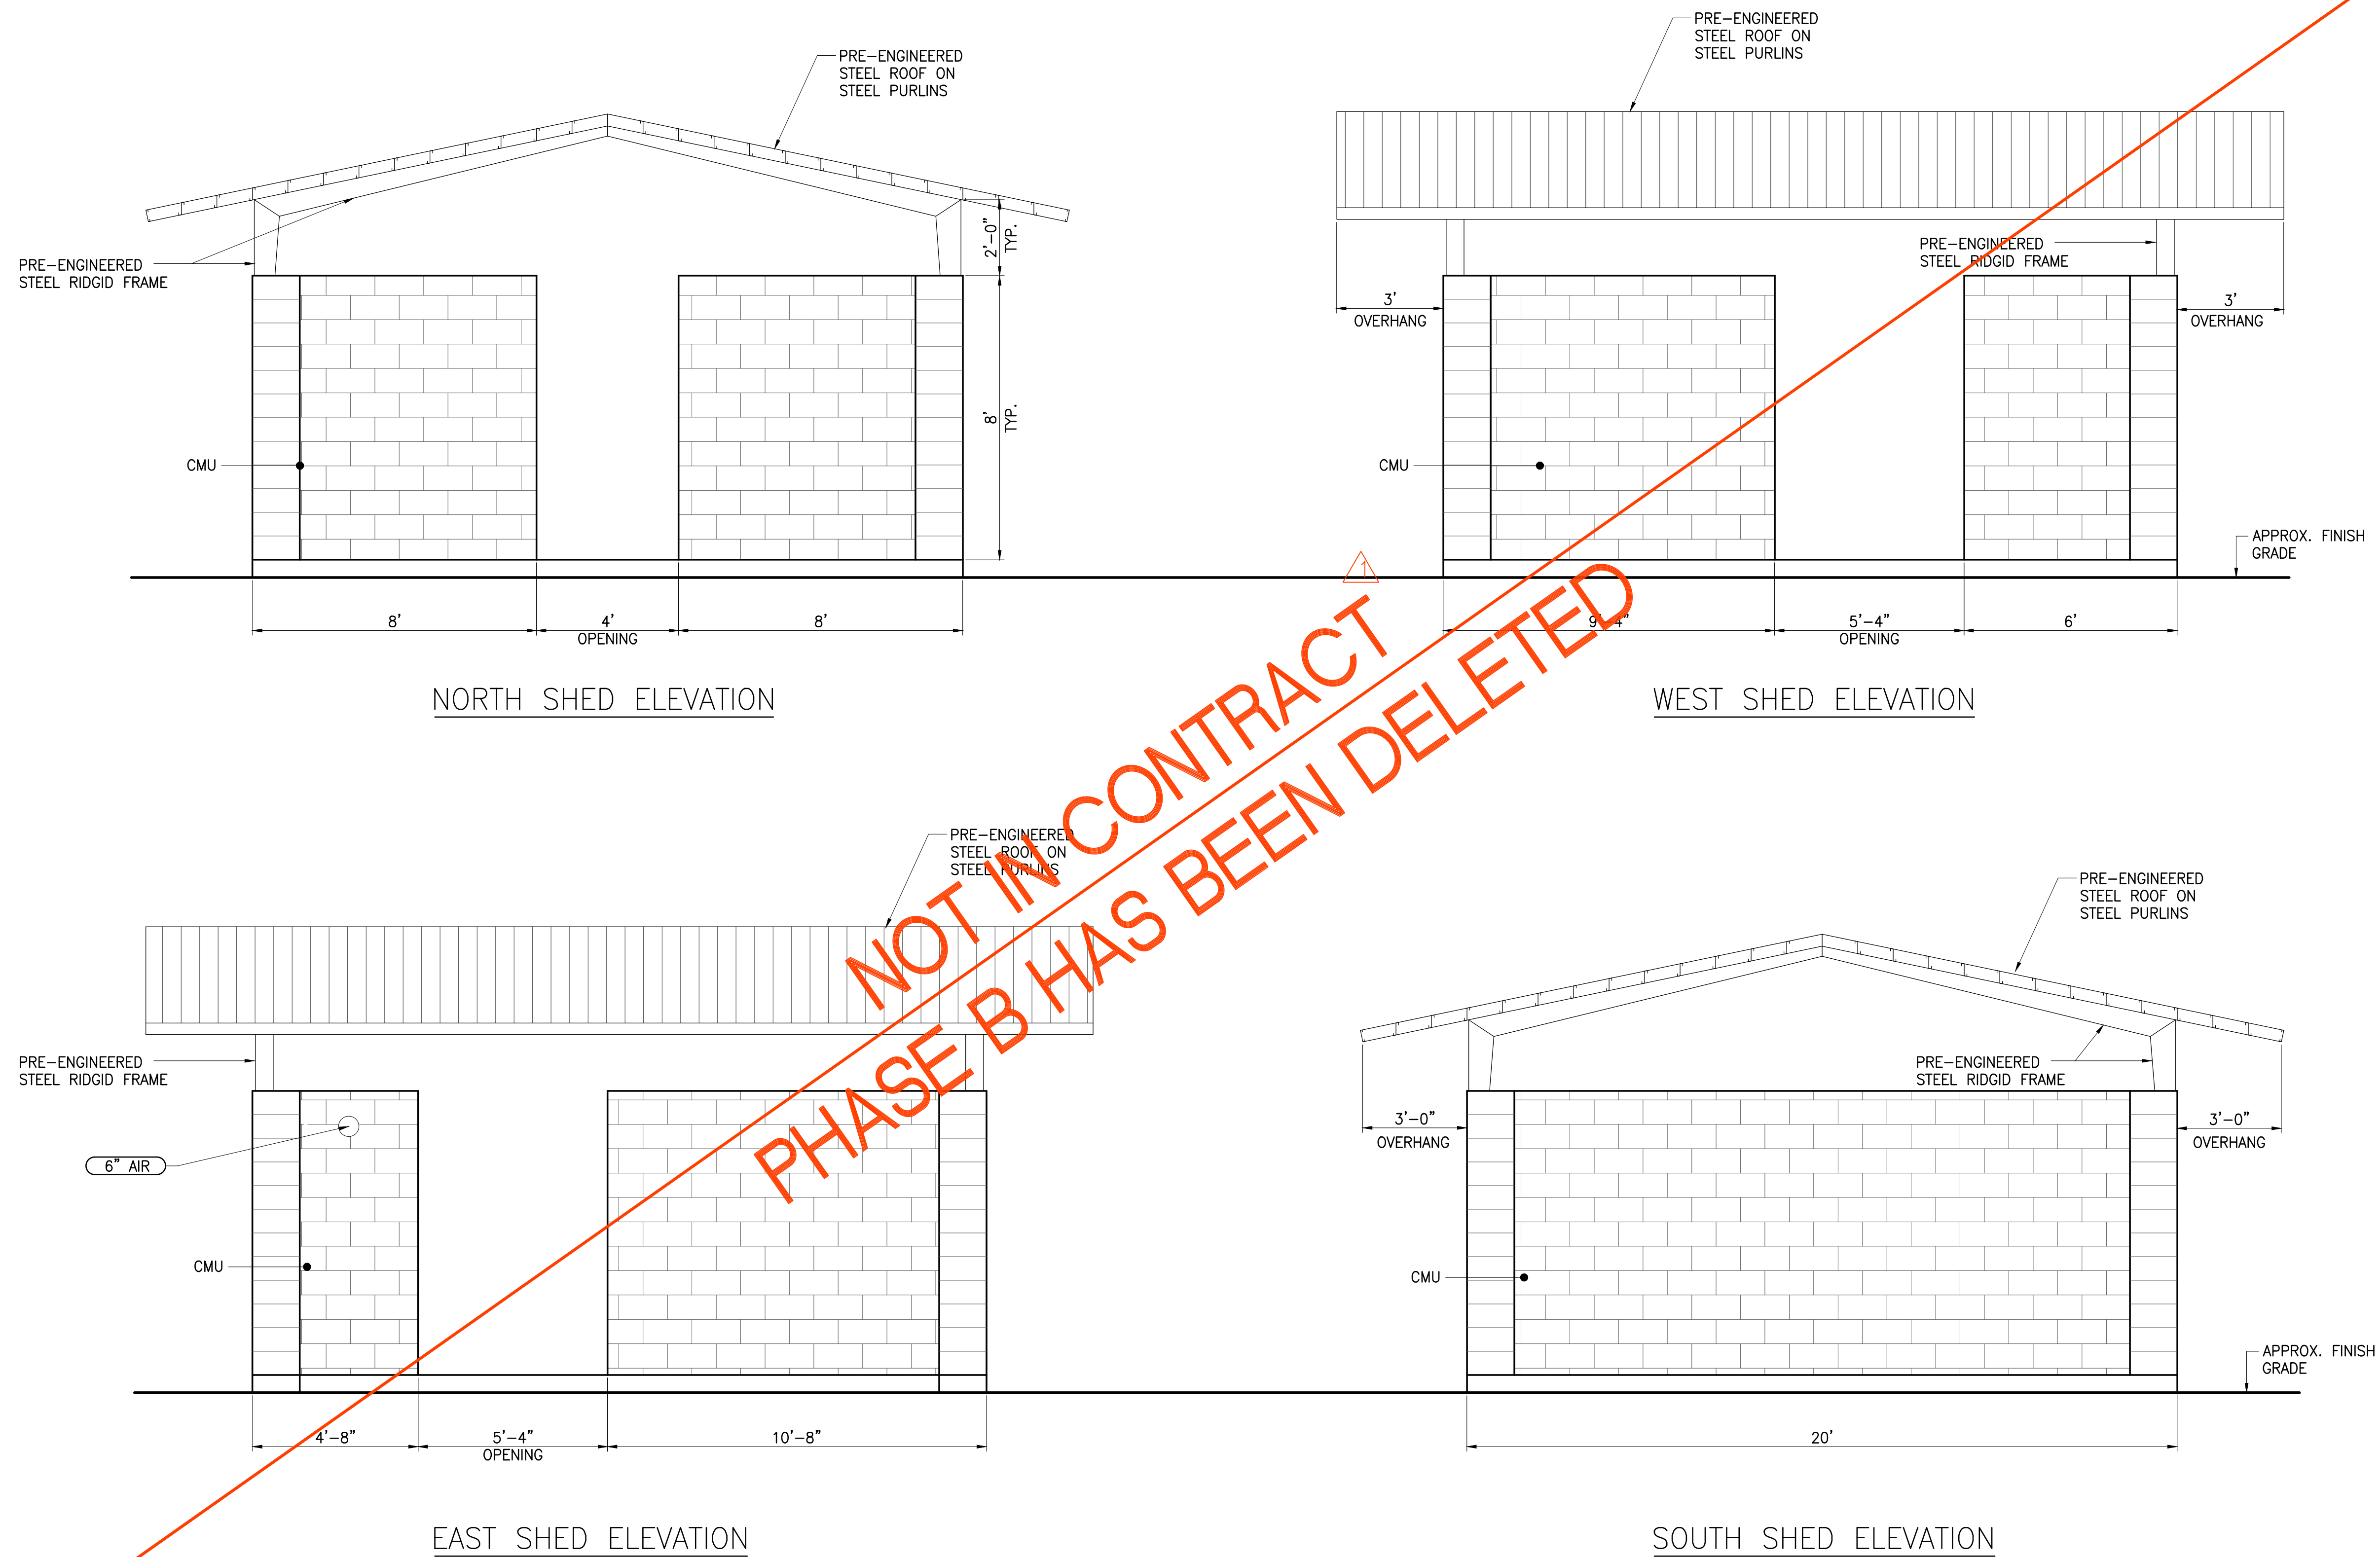 PRE-ENGINEERED
STEEL ROOF ON
STEEL PURLINS
PRE-ENGINEERED
STEEL RIDGID FRAME
2'-0"
TYP.
8'
TYP.
CMU
8'
4'
OPENING
8'
NORTH SHED ELEVATION
PRE-ENGINEERED
STEEL ROOF ON
STEEL PURLINS
PRE-ENGINEERED
STEEL RIDGID FRAME
3'
OVERHANG
3'
OVERHANG
CMU
APPROX. FINISH
GRADE
1
9'-4"
5'-4"
OPENING
6'
WEST SHED ELEVATION
NOT IN CONTRACT
PHASE B HAS BEEN DELETED
PRE-ENGINEERED
STEEL ROOF ON
STEEL PURLINS
PRE-ENGINEERED
STEEL RIDGID FRAME
6" AIR
CMU
4'-8"
5'-4"
OPENING
10'-8"
EAST SHED ELEVATION
PRE-ENGINEERED
STEEL ROOF ON
STEEL PURLINS
PRE-ENGINEERED
STEEL RIDGID FRAME
3'-0"
OVERHANG
3'-0"
OVERHANG
CMU
APPROX. FINISH
GRADE
20'
SOUTH SHED ELEVATION